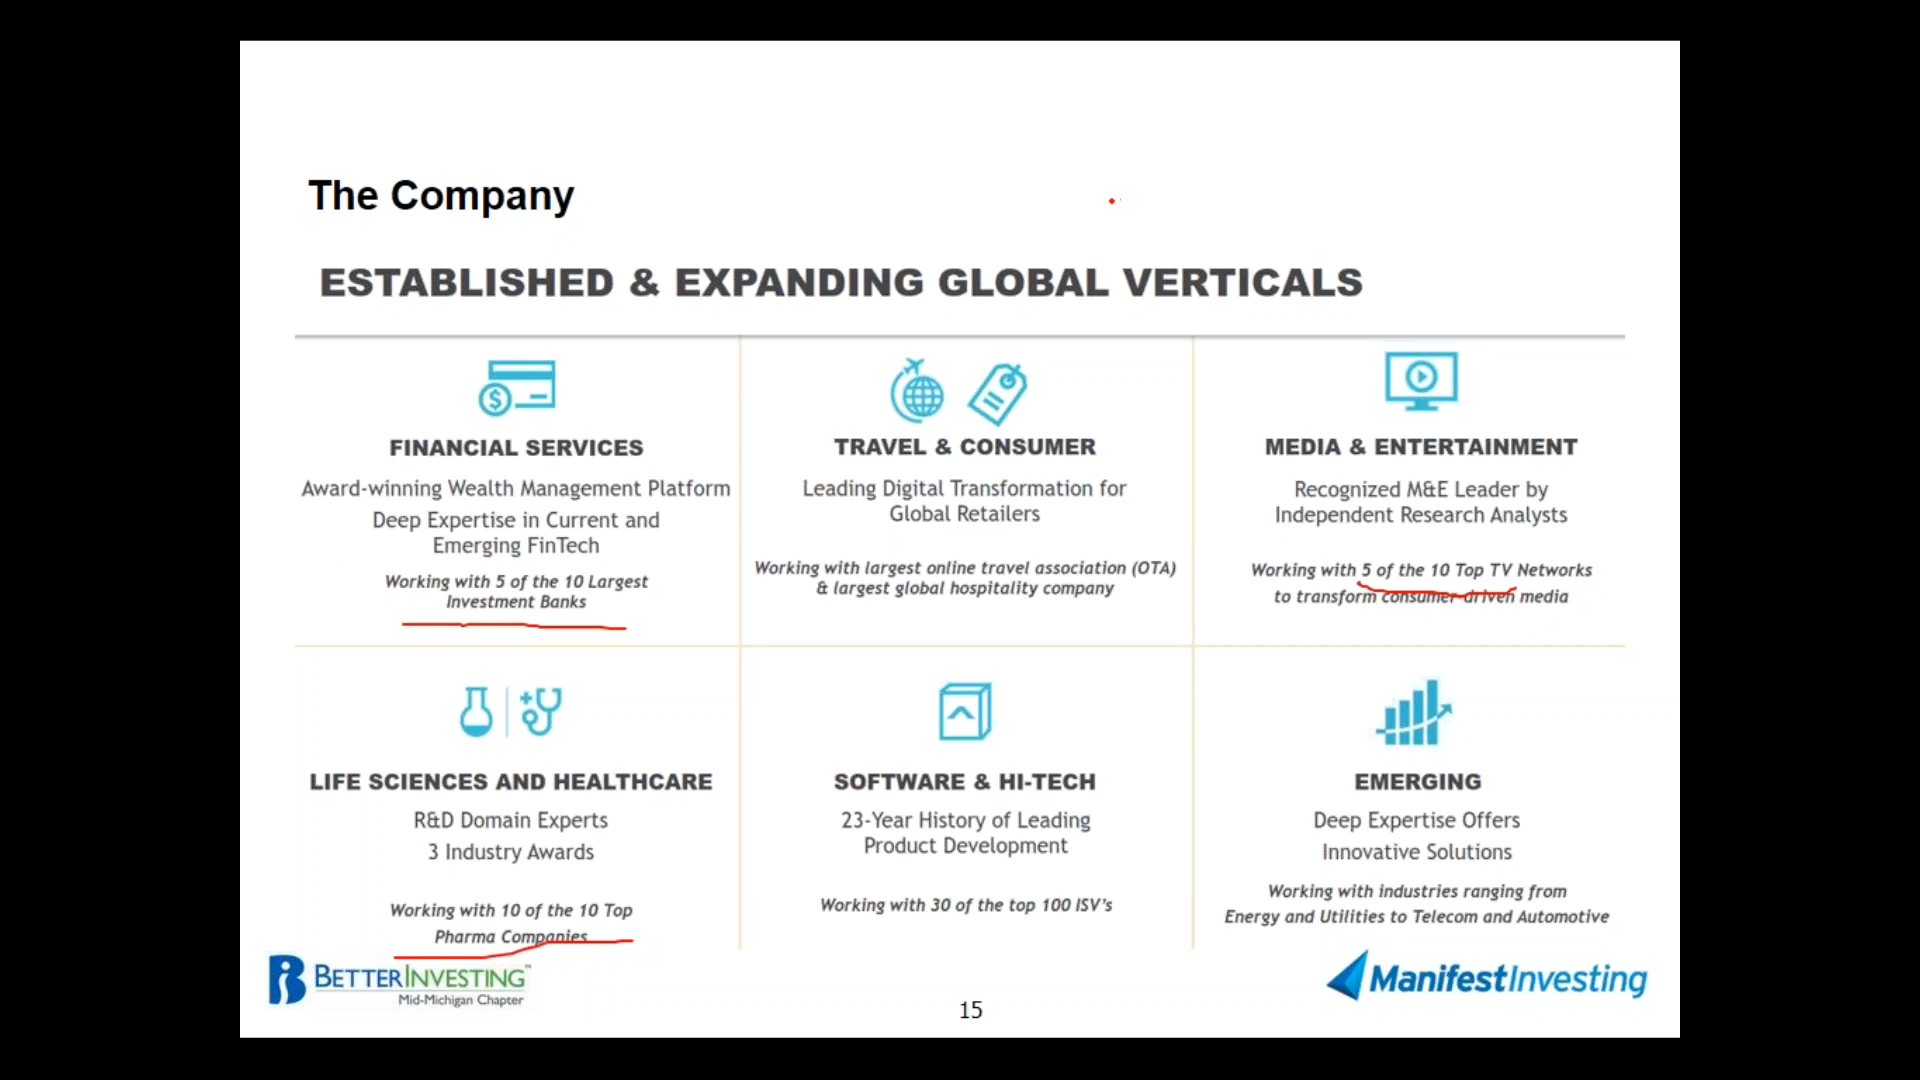 The Company
ESTABLISHED & EXPANDING GLOBAL VERTICALS
FINANCIAL SERVICES
Award-winning Wealth Management Platform
Deep Expertise in Current and
Emerging FinTech
Working with 5 of the 10 Largest
Investment Banks
TRAVEL & CONSUMER
Leading Digital Transformation for
Global Retailers
Working with largest online travel association (OTA)
& largest global hospitality company
MEDIA & ENTERTAINMENT
Recognized M&E Leader by
Independent Research Analysts
Working with 5 of the 10 Top TV Networks
to transform consumer-driven media
LIFE SCIENCES AND HEALTHCARE
R&D Domain Experts
3 Industry Awards
Working with 10 of the 10 Top
Pharma Companies
SOFTWARE & HI-TECH
23-Year History of Leading
Product Development
Working with 30 of the top 100 ISV's
EMERGING
Deep Expertise Offers
Innovative Solutions
Working with industries ranging from
Energy and Utilities to Telecom and Automotive
BETTERINVESTING™
Mid-Michigan Chapter
15
ManifestInvesting